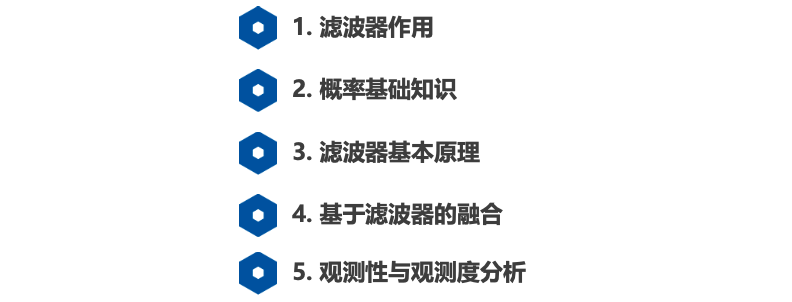 1. 滤波器作用
2. 概率基础知识
3. 滤波器基本原理
4. 基于滤波器的融合
5. 观测性与观测度分析